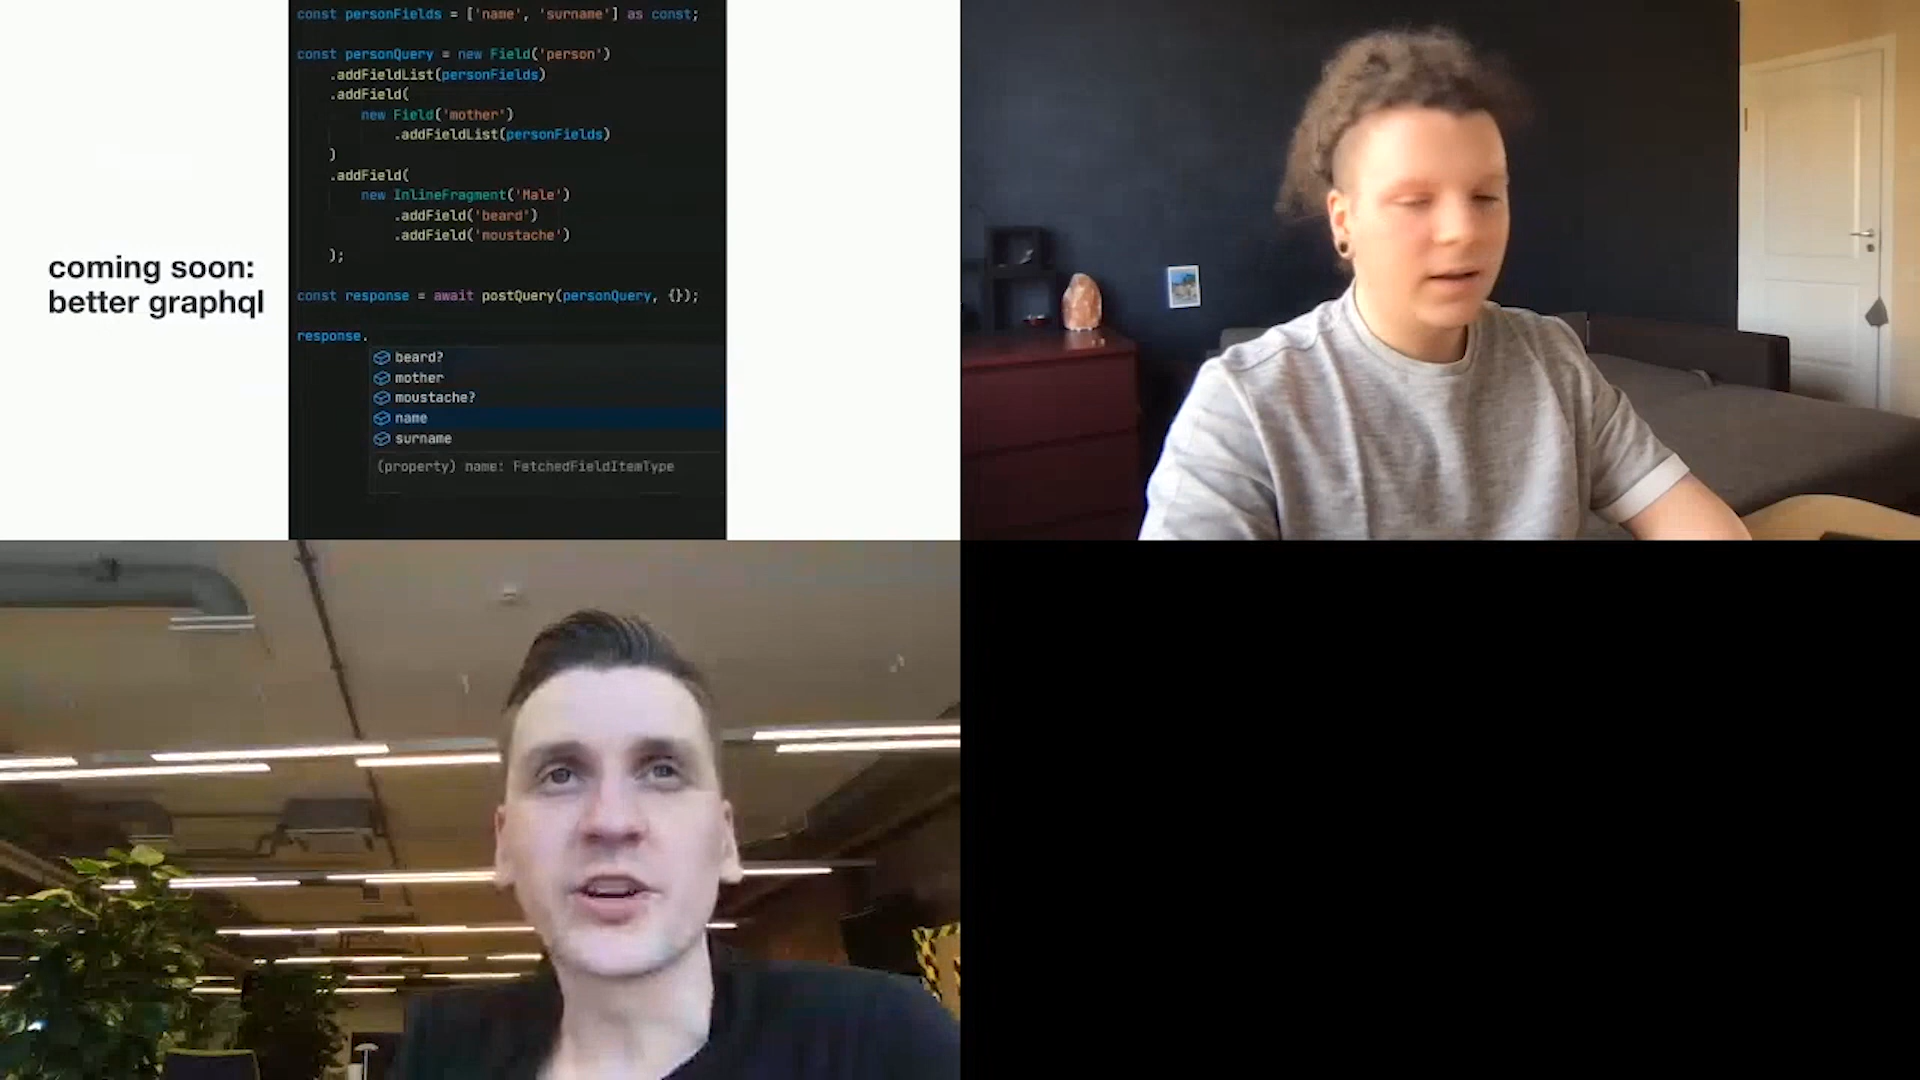 coming soon:
better graphql
const personFields = ['name', 'surname'] as const;
const personQuery = new Field('person')
.addFieldList(personFields)
.addField(
new Field('mother')
.addFieldList(personFields)
)
.addField(
new InlineFragment('Male')
.addField('beard')
.addField('moustache')
);
const response = await postQuery(personQuery, {});
response.
beard?
mother
moustache?
name
surname
(property) name: FetchedFieldItemType